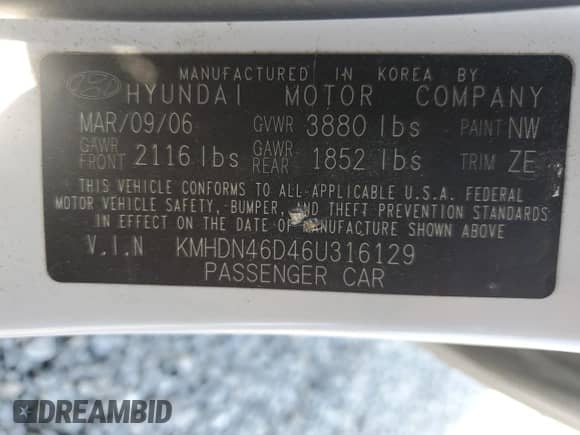 MANUFACTURED IN KOREA BY
HYUNDAI MOTOR COMPANY
MAR/09/06 GVWR 3880 lbs PAINT NW
GAWR FRONT 2116 lbs GAWR REAR 1852 lbs TRIM ZE
THIS VEHICLE CONFORMS TO ALL APPLICABLE U.S.A. FEDERAL
MOTOR VEHICLE SAFETY, BUMPER, AND THEFT PREVENTION STANDARDS
IN EFFECT ON THE DATE OF MANUFACTURE SHOWN ABOVE
V.I.N KMHDN46D46U316129
PASSENGER CAR
DREAMBID